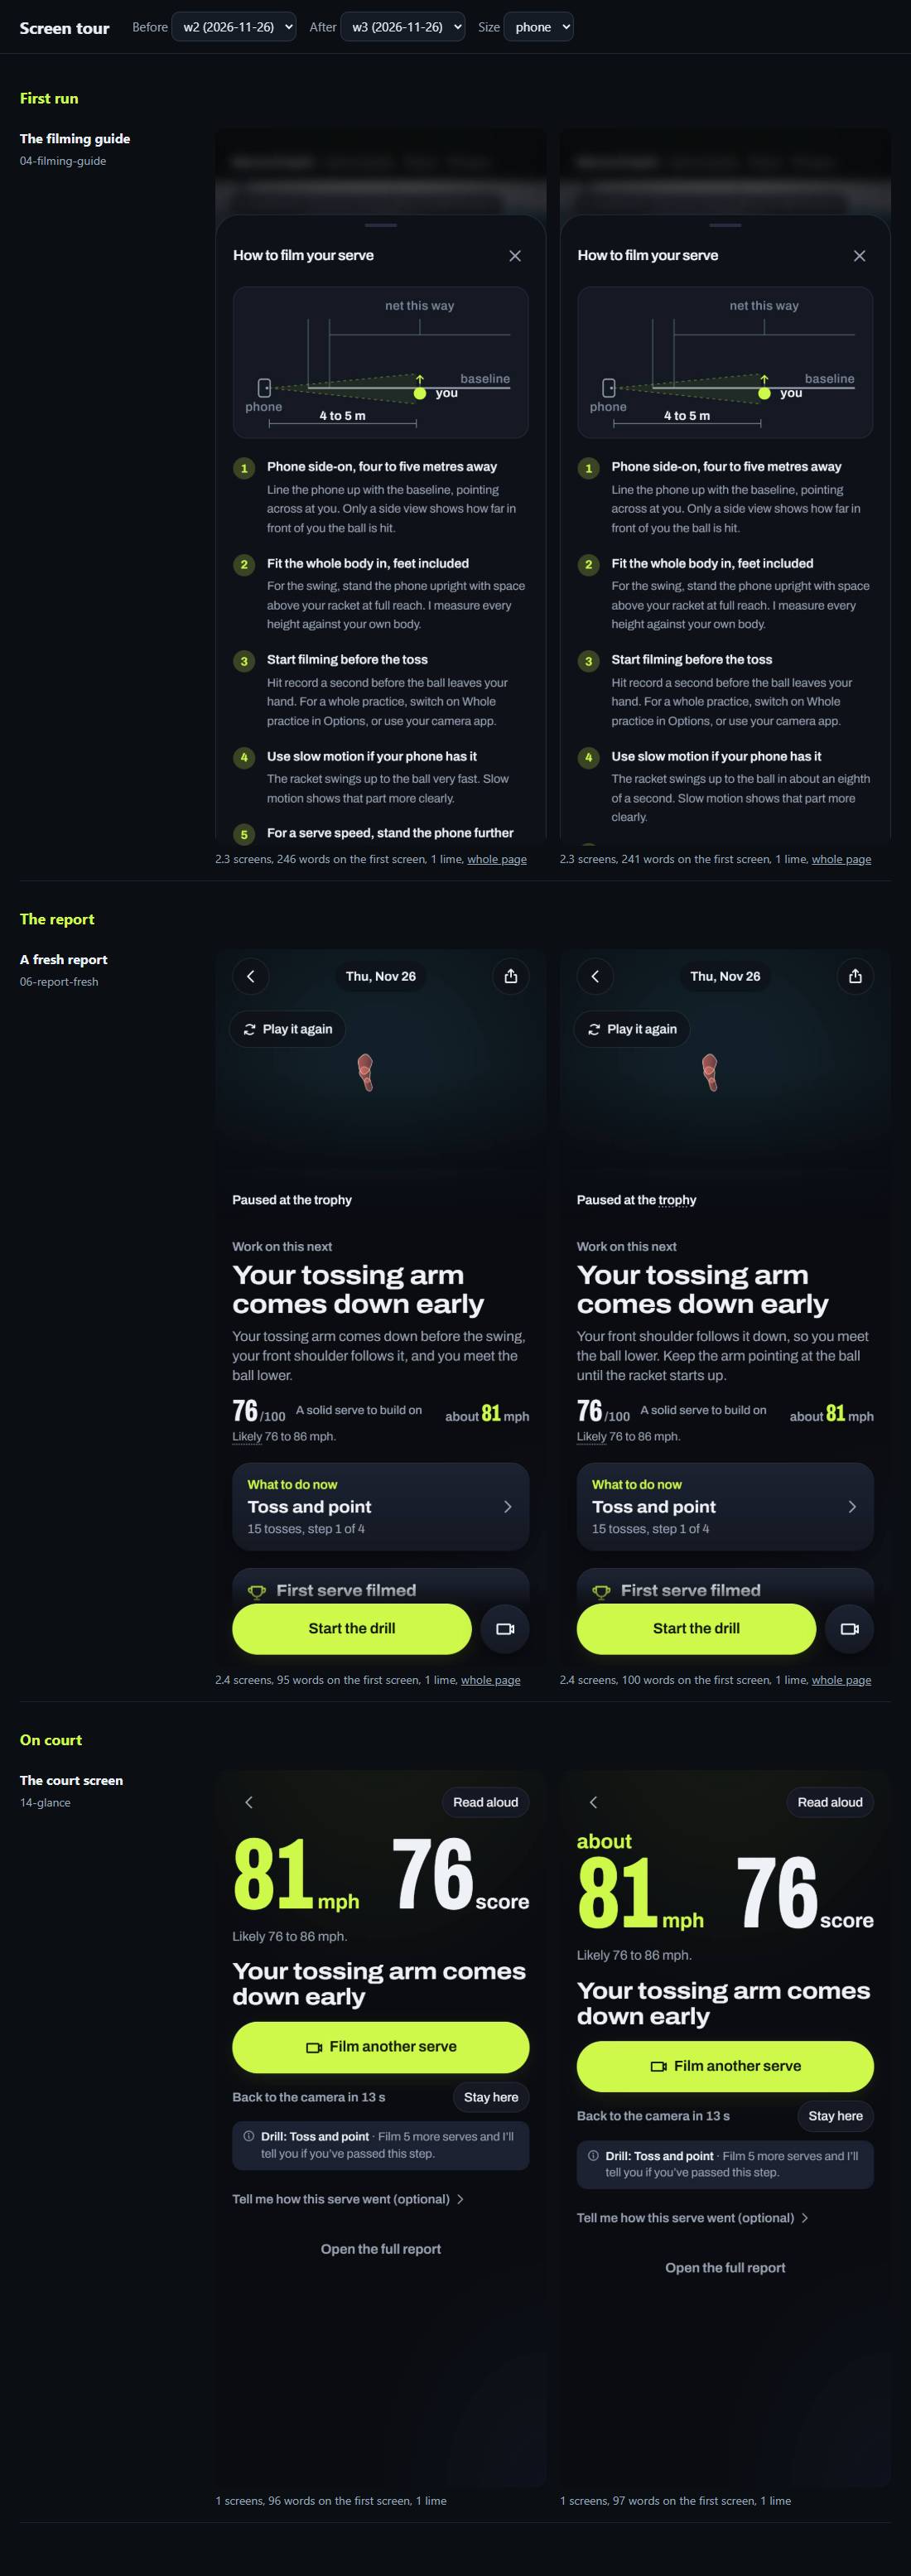 Screen tour
Before w2 (2026-11-26) After w3 (2026-11-26) Size phone
First run
The filming guide
04-filming-guide
How to film your serve
net this way
baseline
you
phone
4 to 5 m
1 Phone side-on, four to five metres away
Line the phone up with the baseline, pointing
across at you. Only a side view shows how far in
front of you the ball is hit.
2 Fit the whole body in, feet included
For the swing, stand the phone upright with space
above your racket at full reach. I measure every
height against your own body.
3 Start filming before the toss
Hit record a second before the ball leaves your
hand. For a whole practice, switch on Whole
practice in Options, or use your camera app.
4 Use slow motion if your phone has it
The racket swings up to the ball very fast. Slow
motion shows that part more clearly.
5 For a serve speed, stand the phone further
2.3 screens, 246 words on the first screen, 1 lime, whole page
How to film your serve
net this way
baseline
you
phone
4 to 5 m
1 Phone side-on, four to five metres away
Line the phone up with the baseline, pointing
across at you. Only a side view shows how far in
front of you the ball is hit.
2 Fit the whole body in, feet included
For the swing, stand the phone upright with space
above your racket at full reach. I measure every
height against your own body.
3 Start filming before the toss
Hit record a second before the ball leaves your
hand. For a whole practice, switch on Whole
practice in Options, or use your camera app.
4 Use slow motion if your phone has it
The racket swings up to the ball in about an eighth
of a second. Slow motion shows that part more
clearly.
2.3 screens, 241 words on the first screen, 1 lime, whole page
The report
A fresh report
06-report-fresh
Thu, Nov 26
Play it again
Paused at the trophy
Work on this next
Your tossing arm
comes down early
Your tossing arm comes down before the swing,
your front shoulder follows it, and you meet the
ball lower.
76 /100 A solid serve to build on about 81 mph
Likely 76 to 86 mph.
What to do now
Toss and point
15 tosses, step 1 of 4
First serve filmed
Start the drill
2.4 screens, 95 words on the first screen, 1 lime, whole page
Thu, Nov 26
Play it again
Paused at the trophy
Work on this next
Your tossing arm
comes down early
Your front shoulder follows it down, so you meet
the ball lower. Keep the arm pointing at the ball
until the racket starts up.
76 /100 A solid serve to build on about 81 mph
Likely 76 to 86 mph.
What to do now
Toss and point
15 tosses, step 1 of 4
First serve filmed
Start the drill
2.4 screens, 100 words on the first screen, 1 lime, whole page
On court
The court screen
14-glance
Read aloud
81 mph 76 score
Likely 76 to 86 mph.
Your tossing arm comes
down early
Film another serve
Back to the camera in 13 s Stay here
Drill: Toss and point · Film 5 more serves and I'll
tell you if you've passed this step.
Tell me how this serve went (optional)
Open the full report
1 screens, 96 words on the first screen, 1 lime
Read aloud
about
81 mph 76 score
Likely 76 to 86 mph.
Your tossing arm comes
down early
Film another serve
Back to the camera in 13 s Stay here
Drill: Toss and point · Film 5 more serves and I'll
tell you if you've passed this step.
Tell me how this serve went (optional)
Open the full report
1 screens, 97 words on the first screen, 1 lime